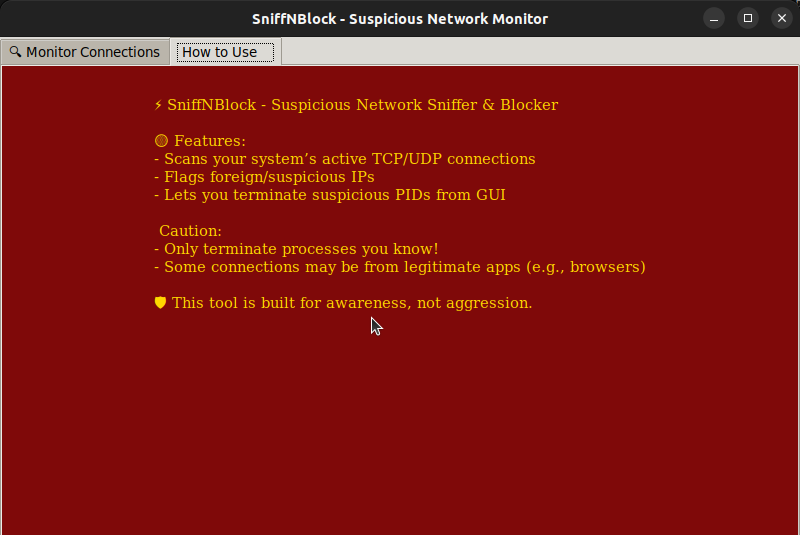 SniffNBlock - Suspicious Network Monitor
🔍 Monitor Connections
How to Use
⚡ SniffNBlock - Suspicious Network Sniffer & Blocker
🟡 Features:
- Scans your system’s active TCP/UDP connections
- Flags foreign/suspicious IPs
- Lets you terminate suspicious PIDs from GUI
Caution:
- Only terminate processes you know!
- Some connections may be from legitimate apps (e.g., browsers)
🛡 This tool is built for awareness, not aggression.